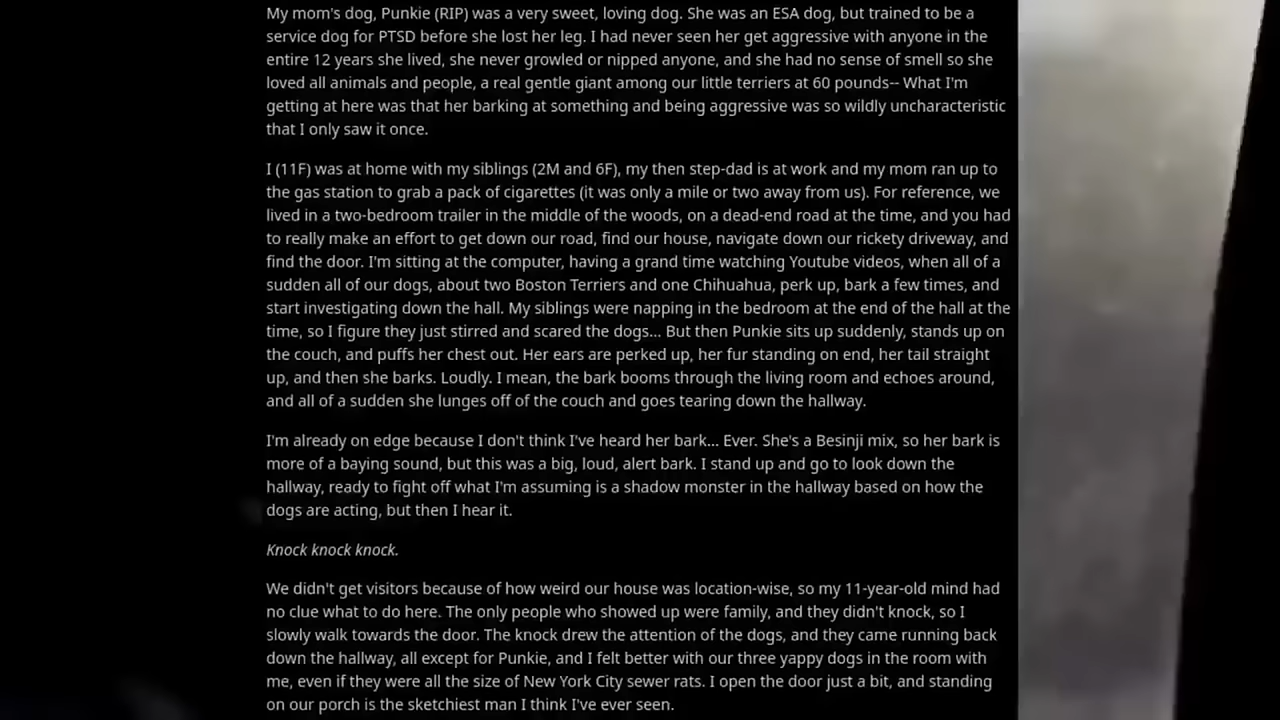 My mom's dog, Punkie (RIP) was a very sweet, loving dog. She was an ESA dog, but trained to be a
service dog for PTSD before she lost her leg. I had never seen her get aggressive with anyone in the
entire 12 years she lived, she never growled or nipped anyone, and she had no sense of smell so she
loved all animals and people, a real gentle giant among our little terriers at 60 pounds-- What I'm
getting at here was that her barking at something and being aggressive was so wildly uncharacteristic
that I only saw it once.
I (11F) was at home with my siblings (2M and 6F), my then step-dad is at work and my mom ran up to
the gas station to grab a pack of cigarettes (it was only a mile or two away from us). For reference, we
lived in a two-bedroom trailer in the middle of the woods, on a dead-end road at the time, and you had
to really make an effort to get down our road, find our house, navigate down our rickety driveway, and
find the door. I'm sitting at the computer, having a grand time watching Youtube videos, when all of a
sudden all of our dogs, about two Boston Terriers and one Chihuahua, perk up, bark a few times, and
start investigating down the hall. My siblings were napping in the bedroom at the end of the hall at the
time, so I figure they just stirred and scared the dogs... But then Punkie sits up suddenly, stands up on
the couch, and puffs her chest out. Her ears are perked up, her fur standing on end, her tail straight
up, and then she barks. Loudly. I mean, the bark booms through the living room and echoes around,
and all of a sudden she lunges off of the couch and goes tearing down the hallway.
I'm already on edge because I don't think I've heard her bark... Ever. She's a Besinji mix, so her bark is
more of a baying sound, but this was a big, loud, alert bark. I stand up and go to look down the
hallway, ready to fight off what I'm assuming is a shadow monster in the hallway based on how the
dogs are acting, but then I hear it.
Knock knock knock.
We didn't get visitors because of how weird our house was location-wise, so my 11-year-old mind had
no clue what to do here. The only people who showed up were family, and they didn't knock, so I
slowly walk towards the door. The knock drew the attention of the dogs, and they came running back
down the hallway, all except for Punkie, and I felt better with our three yappy dogs in the room with
me, even if they were all the size of New York City sewer rats. I open the door just a bit, and standing
on our porch is the sketchiest man I think I've ever seen.